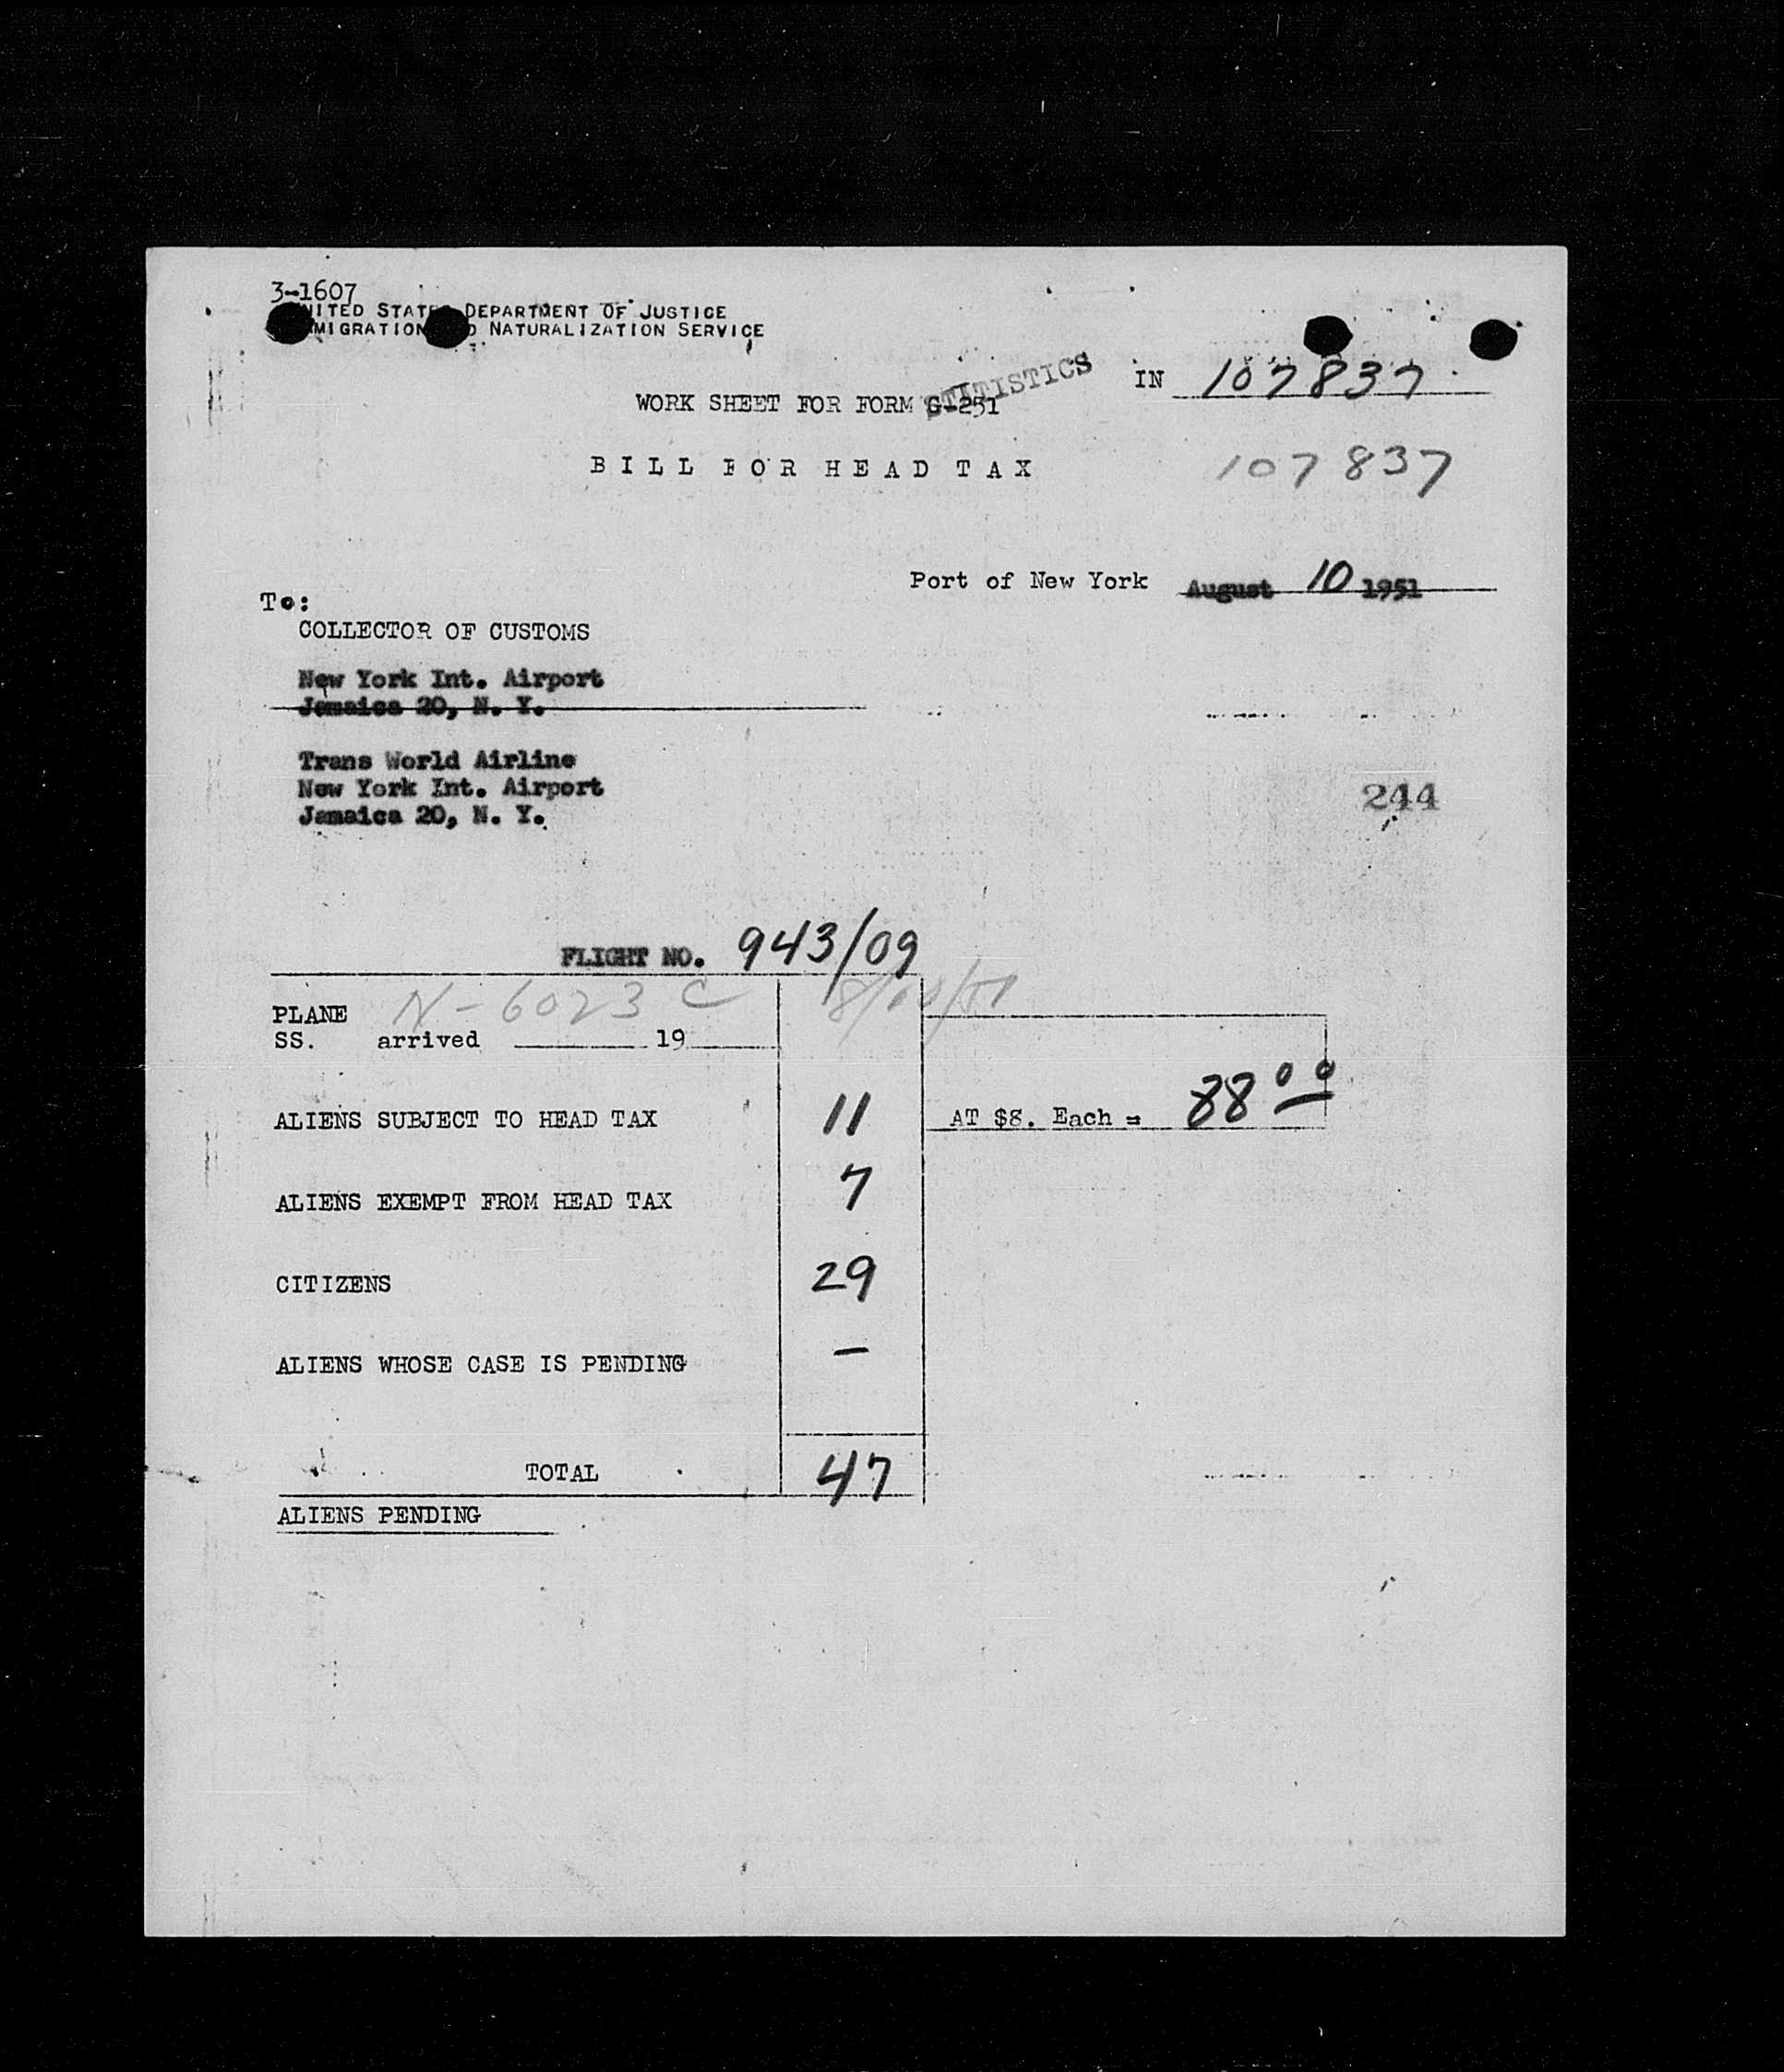 3-1607
UNITED STATES DEPARTMENT OF JUSTICE
IMMIGRATION AND NATURALIZATION SERVICE
STATISTICS
IN 107837
WORK SHEET FOR FORM G-251
BILL FOR HEAD TAX
107837
Port of New York August 10 1951
To:
COLLECTOR OF CUSTOMS
New York Int. Airport
Jamaica 20, N. Y.
Trans World Airline
New York Int. Airport
Jamaica 20, N. Y.
244
FLIGHT NO. 943/09
PLANE N-6023 C 8/10/51
SS. arrived 19
ALIENS SUBJECT TO HEAD TAX 11 AT $8. Each = 88 00
ALIENS EXEMPT FROM HEAD TAX 7
CITIZENS 29
ALIENS WHOSE CASE IS PENDING —
TOTAL 47
ALIENS PENDING